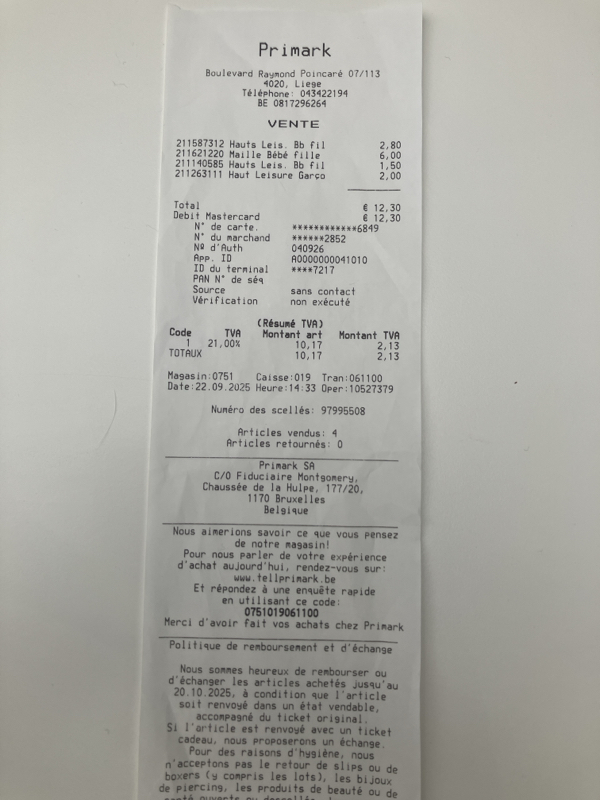 Primark
Boulevard Raymond Poincaré 07/113
4020, Liege
Téléphone: 043422194
BE 0817296264
VENTE
211587312 Hauts Leis. Bb fil 2,80
211621220 Maille Bébé fille 6,00
211140585 Hauts Leis. Bb fil 1,50
211263111 Haut Leisure Garço 2,00
Total € 12,30
Debit Mastercard € 12,30
N° de carte. ************6849
N° du marchand ******2852
Nº d'Auth 040926
App. ID A0000000041010
ID du terminal ****7217
PAN N° de séq
Source sans contact
Vérification non exécuté
(Résumé TVA)
Code TVA Montant art Montant TVA
1 21,00% 10,17 2,13
TOTAUX 10,17 2,13
Magasin:0751 Caisse:019 Tran:061100
Date:22.09.2025 Heure:14:33 Oper:10527379
Numéro des scellés: 97995508
Articles vendus: 4
Articles retournés: 0
Primark SA
C/O Fiduciaire Montgomery,
Chaussée de la Hulpe, 177/20,
1170 Bruxelles
Belgique
Nous aimerions savoir ce que vous pensez
de notre magasin!
Pour nous parler de votre expérience
d'achat aujourd'hui, rendez-vous sur:
www.tellprimark.be
Et répondez à une enquête rapide
en utilisant ce code:
0751019061100
Merci d'avoir fait vos achats chez Primark
Politique de remboursement et d'échange
Nous sommes heureux de rembourser ou
d'échanger les articles achetés jusqu'au
20.10.2025, à condition que l'article
soit renvoyé dans un état vendable,
accompagné du ticket original.
Si l'article est renvoyé avec un ticket
cadeau, nous proposerons un échange.
Pour des raisons d'hygiène, nous
n'acceptons pas le retour de slips ou de
boxers (y compris les lots), les bijoux
de piercing, les produits de beauté ou de